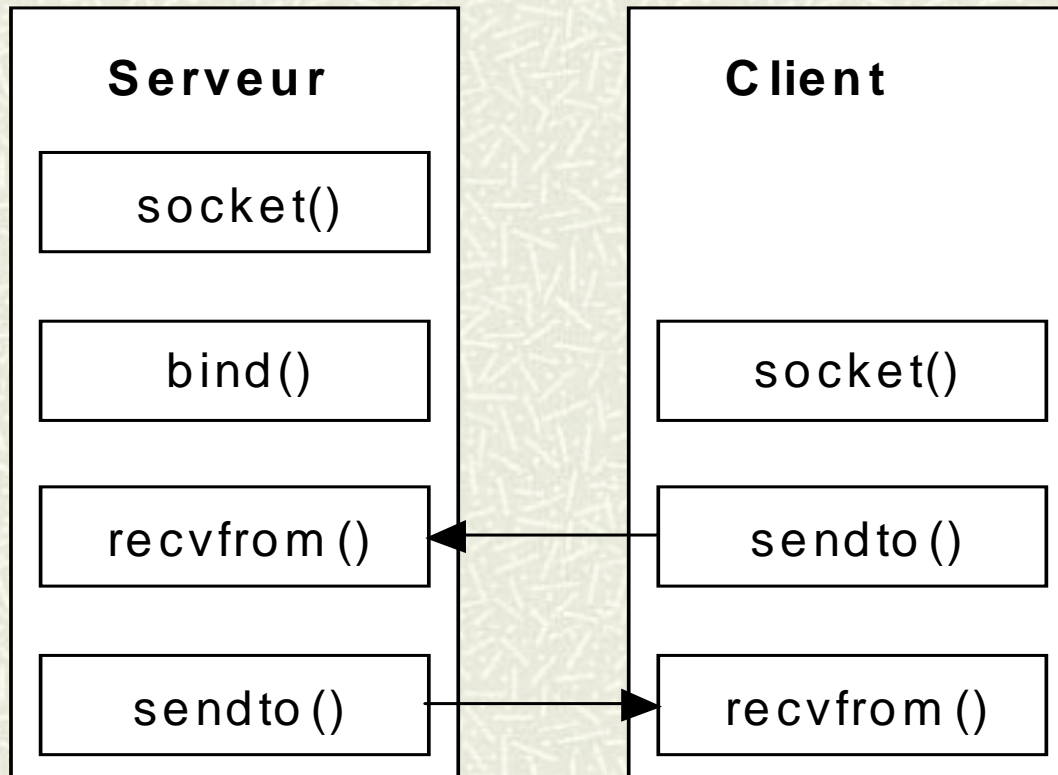 Serveur
socket()
bind()
recvfrom()
sendto()
Client
socket()
sendto()
recvfrom()